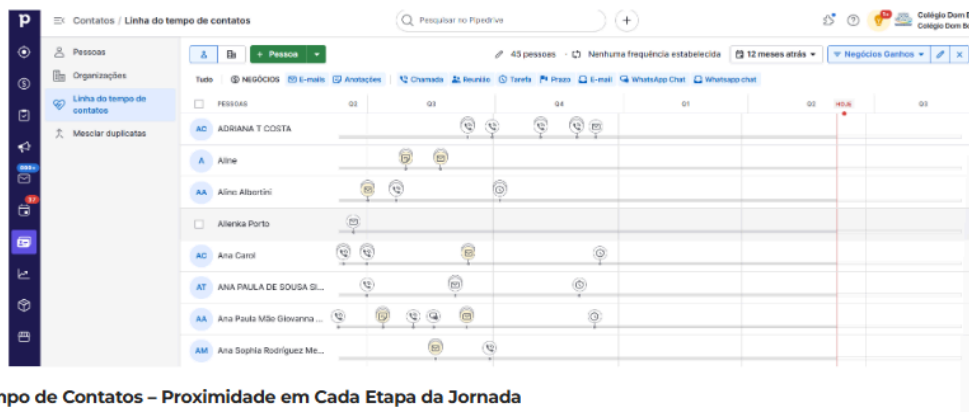 p Contatos / Linha do tempo de contatos Pesquisar no Pipedrive + Colégio Dom B
Colégio Dom Bo
Pessoas + Pessoa 45 pessoas - Nenhuma frequência estabelecida 12 meses atrás Negócios Ganhos x
Organizações Tudo NEGÓCIOS E-mails Anotações Chamada Reunião Tarefa Prazo E-mail WhatsApp Chat Whatsapp chat
Linha do tempo de
contatos
PESSOAS Q2 Q3 Q4 Q1 Q2 HOJE Q3
Mesclar duplicatas
AC ADRIANA T COSTA
A Aline
AA Aline Albertini
Allenka Porto
AC Ana Carol
AT ANA PAULA DE SOUSA SI...
AA Ana Paula Mão Giovanna ...
AM Ana Sophia Rodríguez Me...
mpo de Contatos – Proximidade em Cada Etapa da Jornada